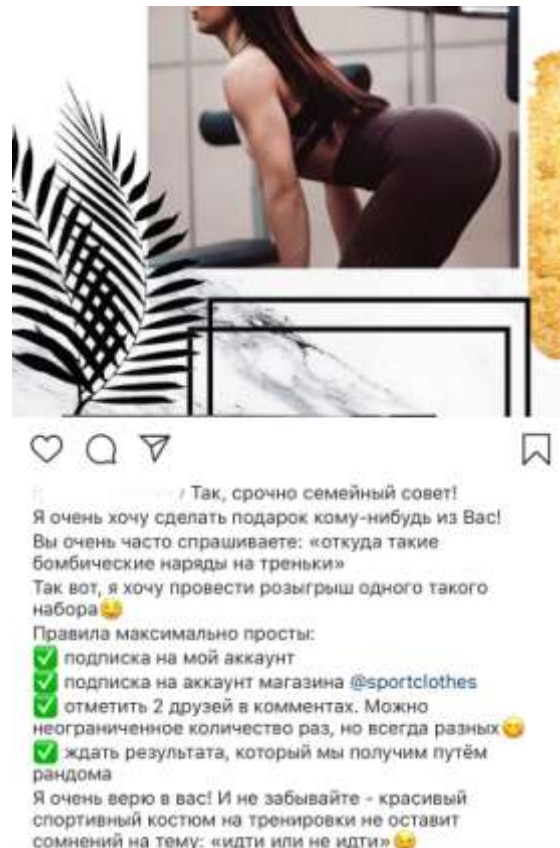 Так, срочно семейный совет!
Я очень хочу сделать подарок кому-нибудь из Вас!
Вы очень часто спрашиваете: «откуда такие
бомбические наряды на треньки»
Так вот, я хочу провести розыгрыш одного такого
набора😄
Правила максимально просты:
✅ подписка на мой аккаунт
✅ подписка на аккаунт магазина @sportclothes
✅ отметить 2 друзей в комментах. Можно
неограниченное количество раз, но всегда разных😋
✅ ждать результата, который мы получим путём
рандома
Я очень верю в вас! И не забывайте - красивый
спортивный костюм на тренировки не оставит
сомнений на тему: «идти или не идти»😉